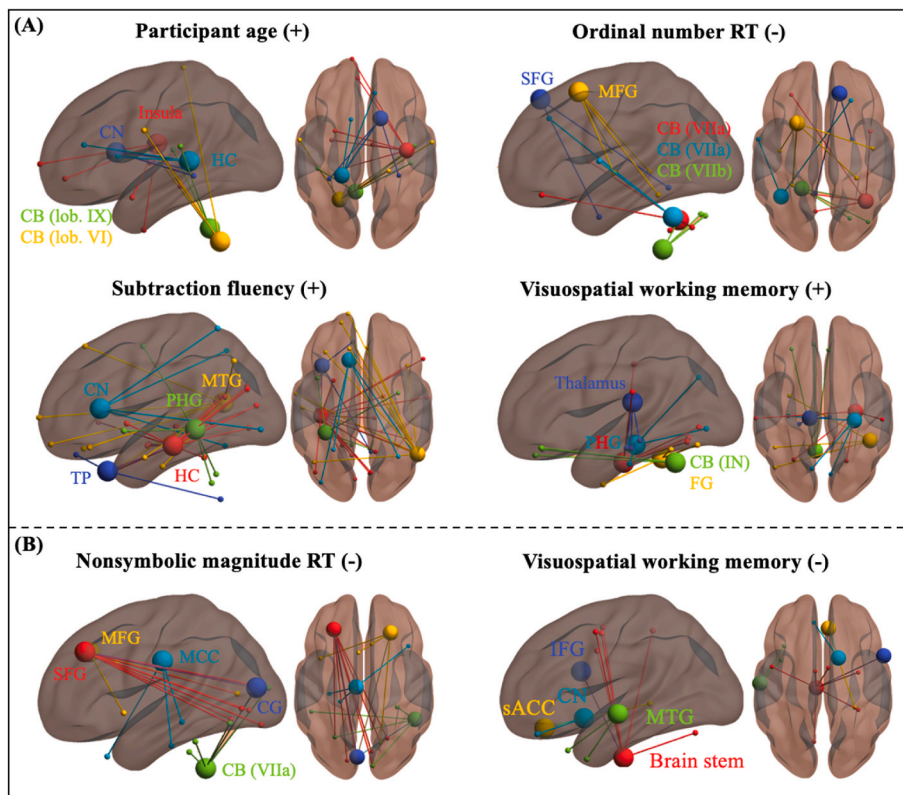 (A)
Participant age (+)
Ordinal number RT (-)
Insula
CN
HC
CB (lob. IX)
CB (lob. VI)
SFG
MFG
CB (VIIa)
CB (VIIa)
CB (VIIb)
Subtraction fluency (+)
Visuospatial working memory (+)
CN
MTG
PHG
TP
HC
Thalamus
PHG
CB (IN)
FG
(B)
Nonsymbolic magnitude RT (-)
Visuospatial working memory (-)
MFG
SFG
MCC
CG
CB (VIIa)
IFG
CN
sACC
MTG
Brain stem